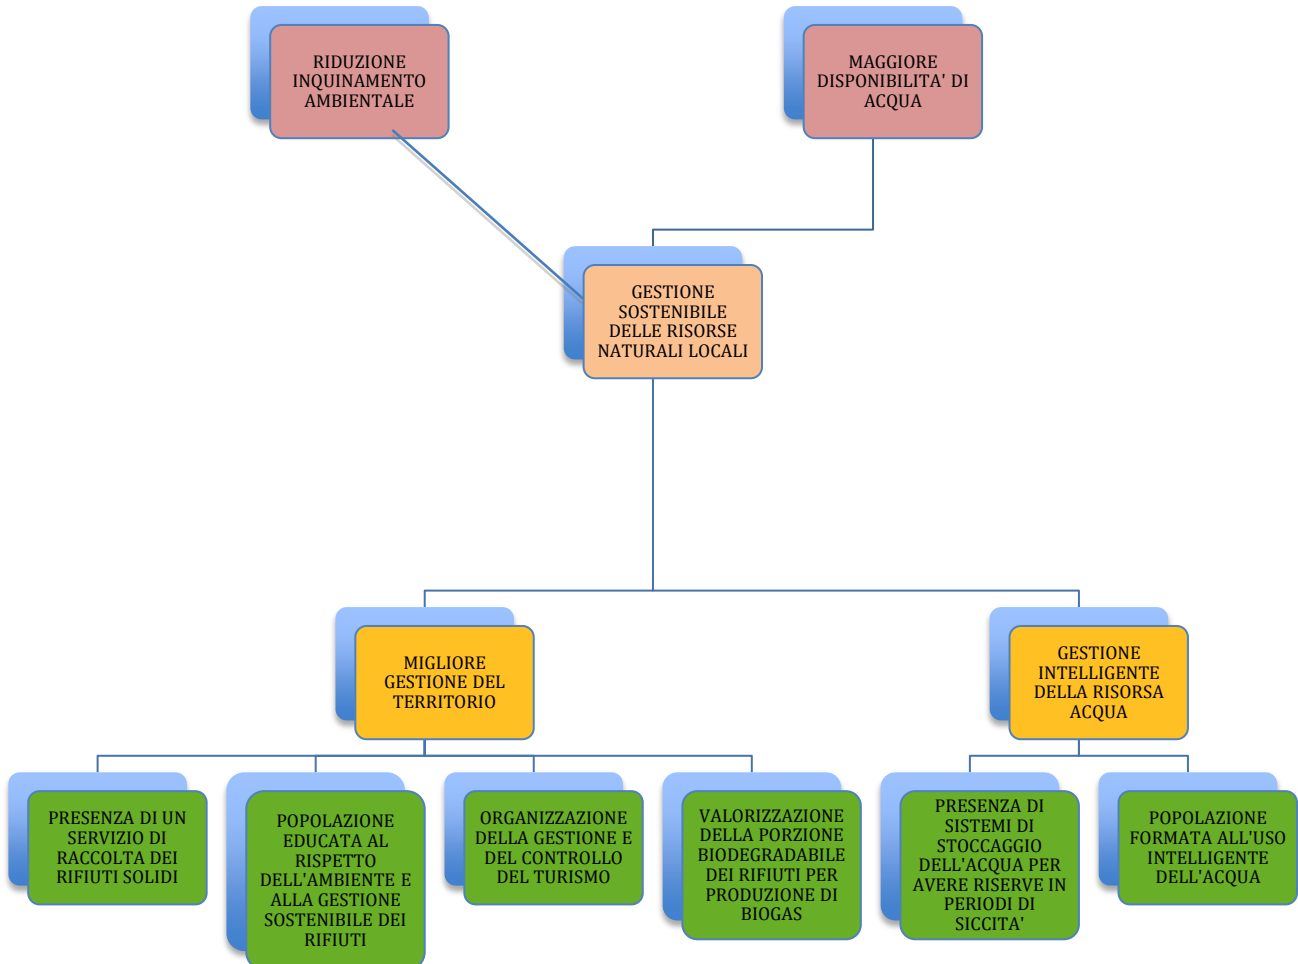 RIDUZIONE
INQUINAMENTO
AMBIENTALE
MAGGIORE
DISPONIBILITA' DI
ACQUA
GESTIONE
SOSTENIBILE
DELLE RISORSE
NATURALI LOCALI
MIGLIORE
GESTIONE DEL
TERRITORIO
GESTIONE
INTELLIGENTE
DELLA RISORSA
ACQUA
PRESENZA DI UN
SERVIZIO DI
RACCOLTA DEI
RIFIUTI SOLIDI
POPOLAZIONE
EDUCATA AL
RISPETTO
DELL'AMBIENTE E
ALLA GESTIONE
SOSTENIBILE DEI
RIFIUTI
ORGANIZZAZIONE
DELLA GESTIONE E
DEL CONTROLLO
DEL TURISMO
VALORIZZAZIONE
DELLA PORZIONE
BIODEGRADABILE
DEI RIFIUTI PER
PRODUZIONE DI
BIOGAS
PRESENZA DI
SISTEMI DI
STOCCAGGIO
DELL'ACQUA PER
AVERE RISERVE IN
PERIODI DI
SICCITA'
POPOLAZIONE
FORMATA ALL'USO
INTELLIGENTE
DELL'ACQUA